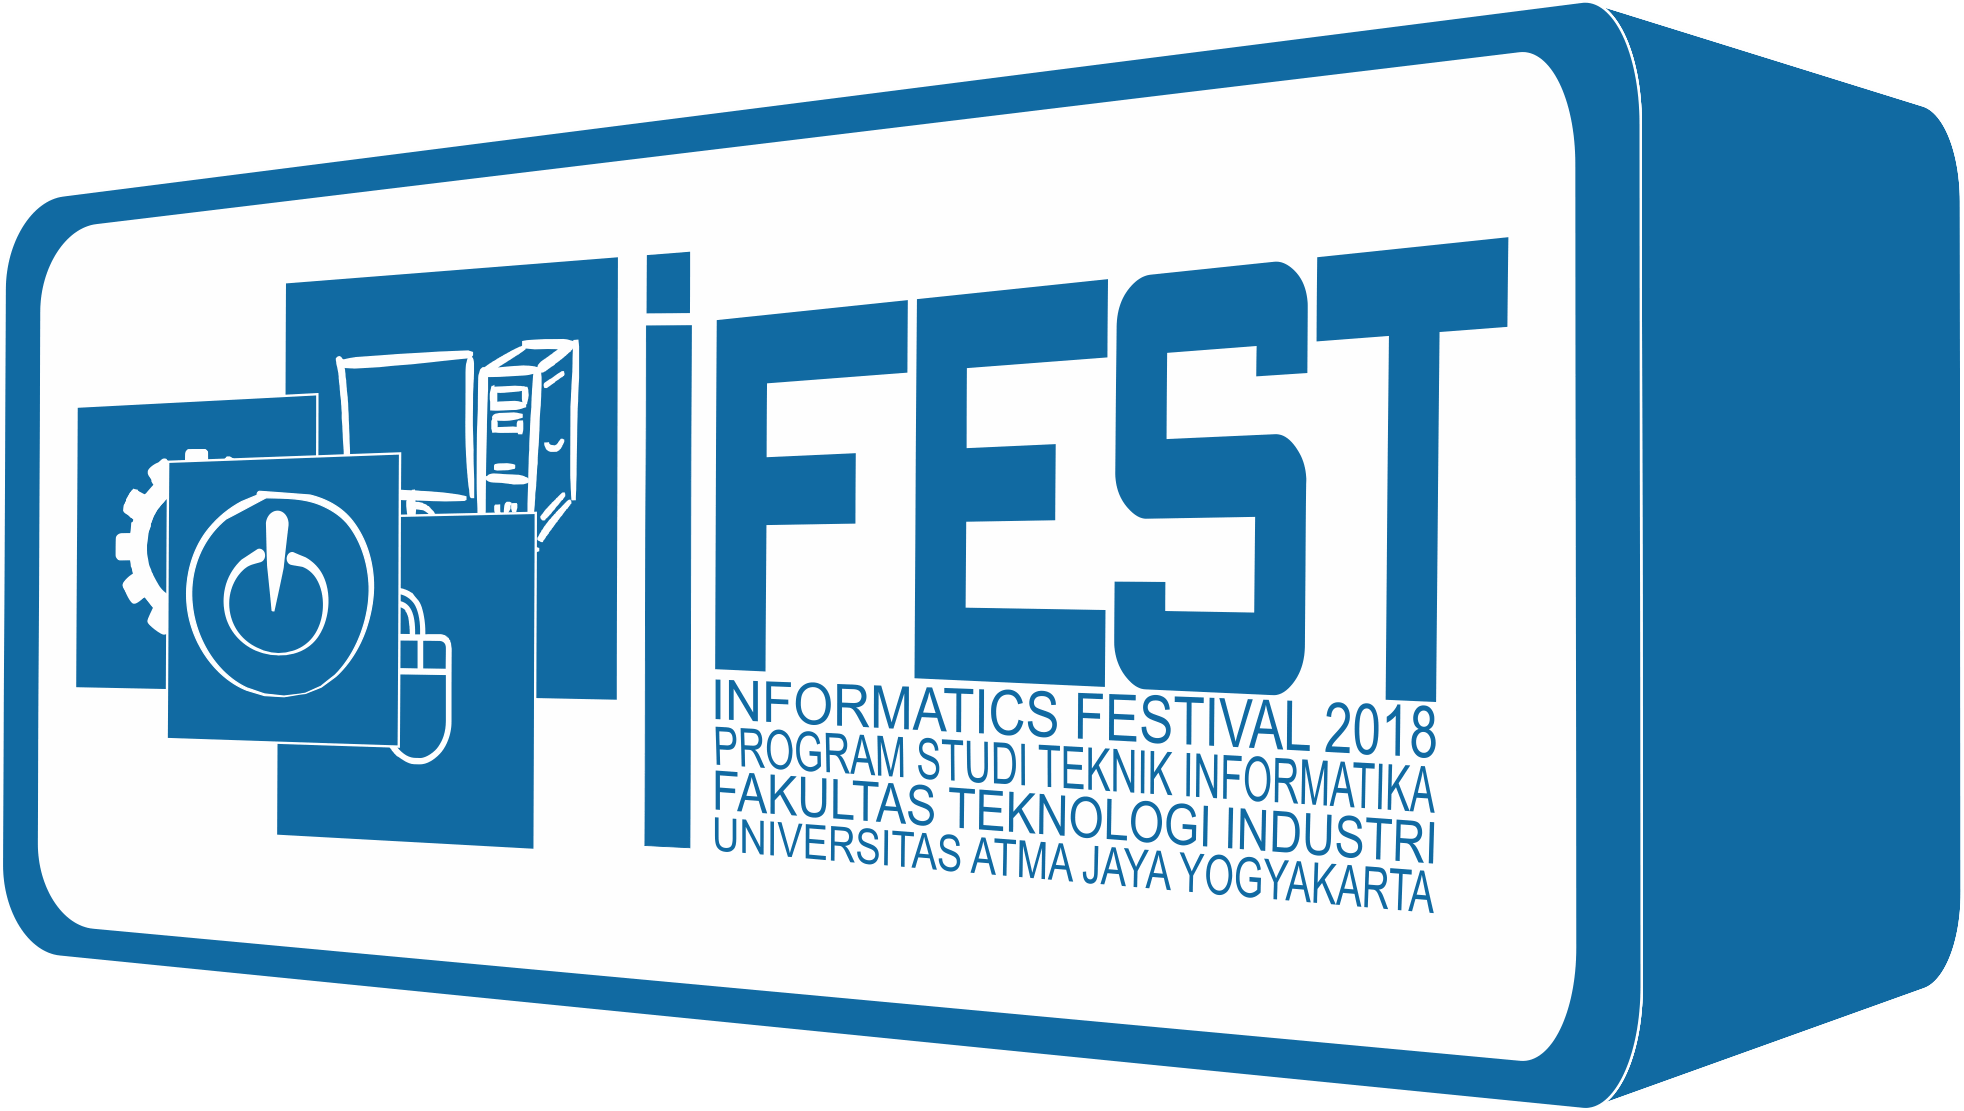 iFEST
INFORMATICS FESTIVAL 2018
PROGRAM STUDI TEKNIK INFORMATIKA
FAKULTAS TEKNOLOGI INDUSTRI
UNIVERSITAS ATMA JAYA YOGYAKARTA